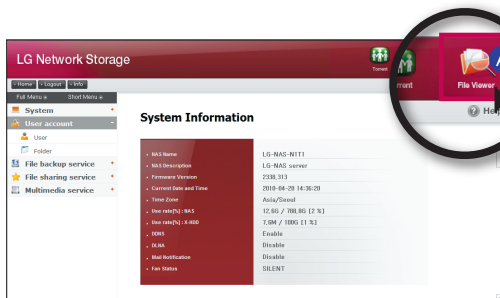 LG Network Storage
Torrent
rrent
File Viewer
Home Logout Info
Full Menu Short Menu
System
User account
User
Folder
File backup service
File sharing service
Multimedia service
Hel
System Information
NAS Name LG-NAS-N1T1
NAS Description LG-NAS server
Firmware Version 2338,313
Current Date and Time 2010-04-28 14:36:20
Time Zone Asia/Seoul
Use rate[%] : NAS 12,6G / 708,0G [2 %]
Use rate[%] : X-HDD 7,6M / 100G [1 %]
DDNS Enable
DLNA Disable
Mail Notification Disable
Fan Status SILENT